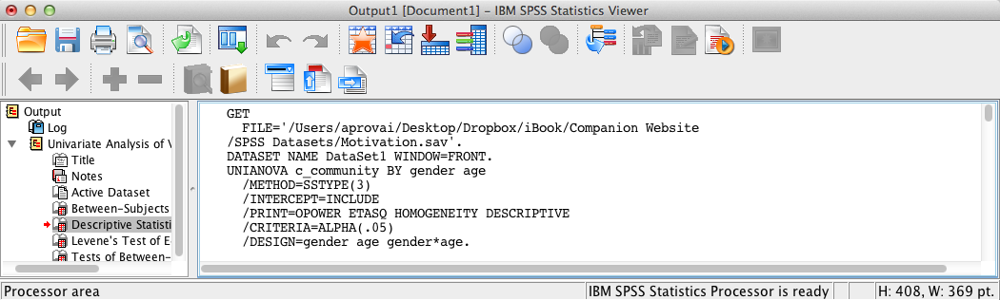 Output1 [Document1] - IBM SPSS Statistics Viewer
Output
Log
Univariate Analysis of V
Title
Notes
Active Dataset
Between-Subjects
Descriptive Statisti
Levene's Test of E
Tests of Between-
GET
FILE='/Users/aprovai/Desktop/Dropbox/iBook/Companion Website
/SPSS Datasets/Motivation.sav'.
DATASET NAME DataSet1 WINDOW=FRONT.
UNIANOVA c_community BY gender age
/METHOD=SSTYPE(3)
/INTERCEPT=INCLUDE
/PRINT=OPOWER ETASQ HOMOGENEITY DESCRIPTIVE
/CRITERIA=ALPHA(.05)
/DESIGN=gender age gender*age.
Processor area
IBM SPSS Statistics Processor is ready
H: 408, W: 369 pt.